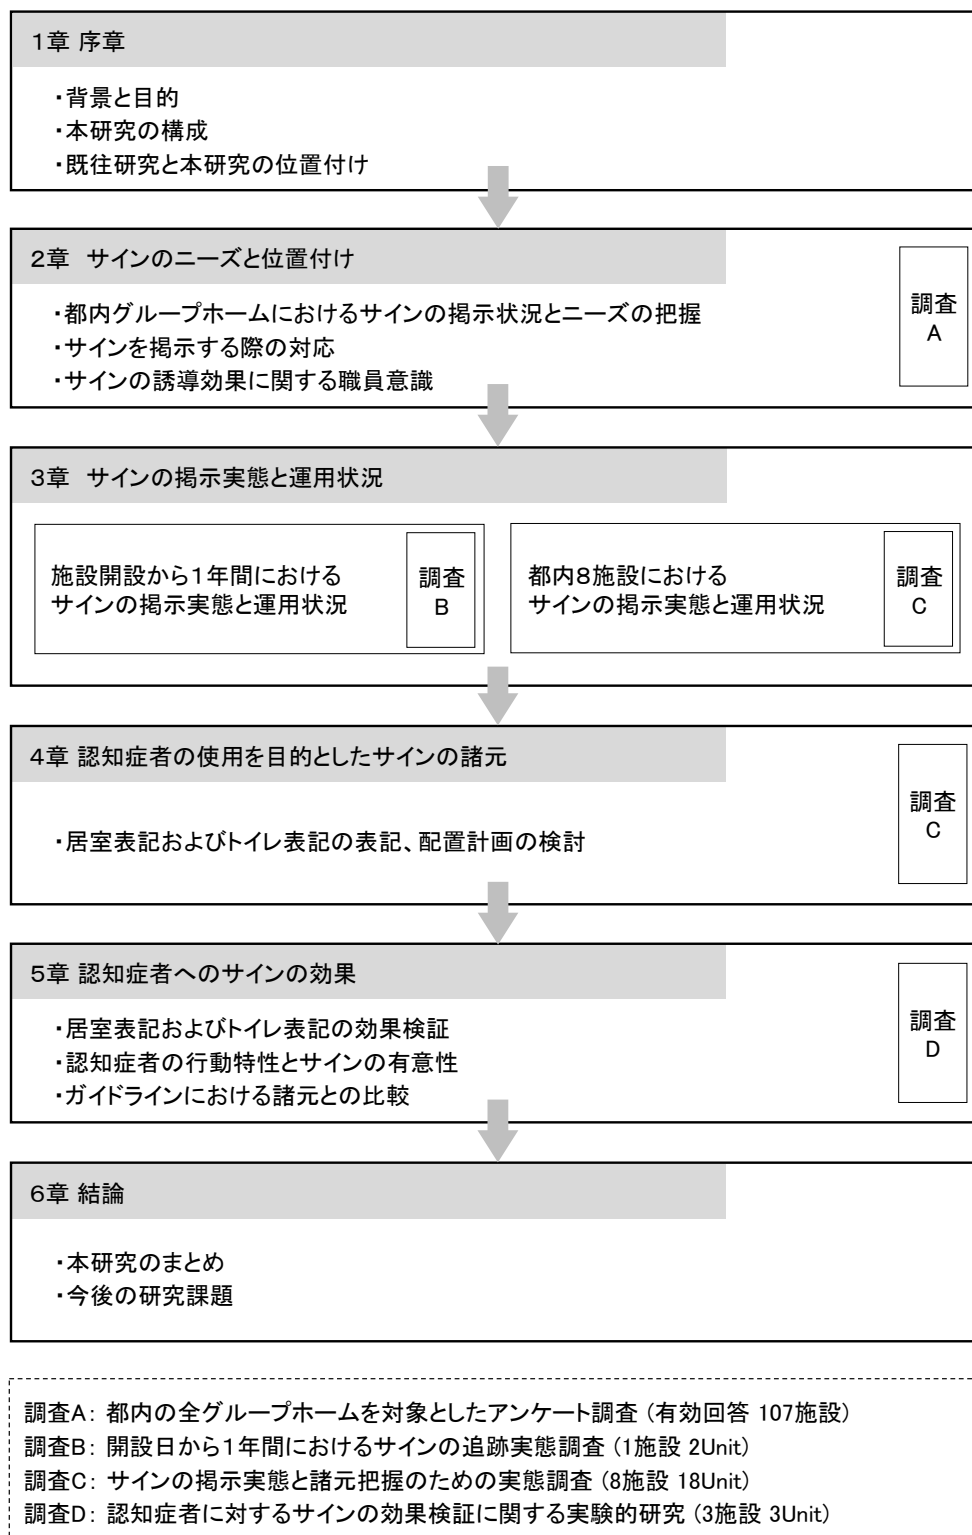 1章 序章
・背景と目的
・本研究の構成
・既往研究と本研究の位置付け
2章　サインのニーズと位置付け
・都内グループホームにおけるサインの掲示状況とニーズの把握
・サインを掲示する際の対応
・サインの誘導効果に関する職員意識
調査
A
3章　サインの掲示実態と運用状況
施設開設から1年間における
サインの掲示実態と運用状況
調査
B
都内8施設における
サインの掲示実態と運用状況
調査
C
4章 認知症者の使用を目的としたサインの諸元
・居室表記およびトイレ表記の表記、配置計画の検討
調査
C
5章 認知症者へのサインの効果
・居室表記およびトイレ表記の効果検証
・認知症者の行動特性とサインの有意性
・ガイドラインにおける諸元との比較
調査
D
6章 結論
・本研究のまとめ
・今後の研究課題
調査A： 都内の全グループホームを対象としたアンケート調査 (有効回答 107施設)
調査B： 開設日から1年間におけるサインの追跡実態調査 (1施設 2Unit)
調査C： サインの掲示実態と諸元把握のための実態調査 (8施設 18Unit)
調査D： 認知症者に対するサインの効果検証に関する実験的研究 (3施設 3Unit)